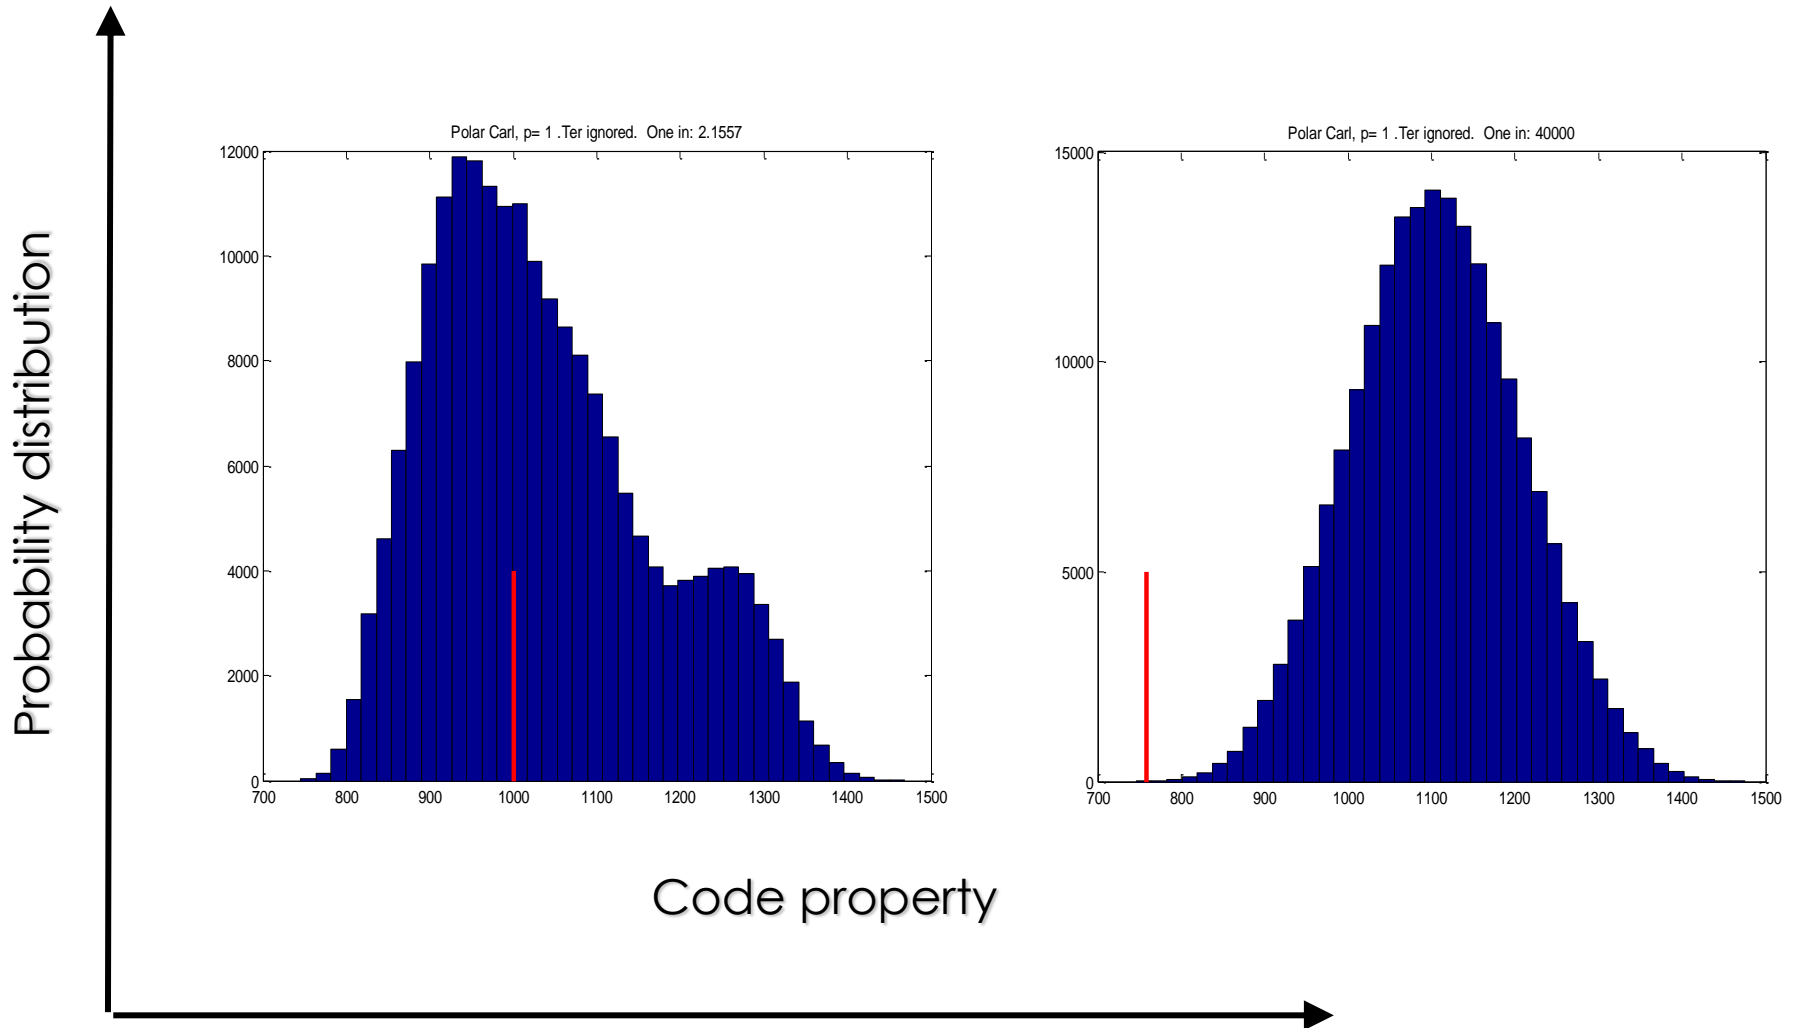 Probability distribution
Polar Carl, p= 1 .Ter ignored.  One in: 2.1557
12000
10000
8000
6000
4000
2000
0
700 800 900 1000 1100 1200 1300 1400 1500
Polar Carl, p= 1 .Ter ignored.  One in: 40000
15000
10000
5000
0
700 800 900 1000 1100 1200 1300 1400 1500
Code property